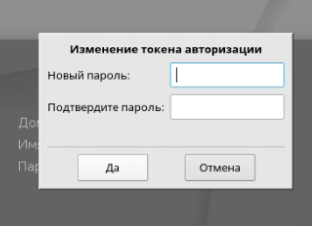 Изменение токена авторизации
Новый пароль:
Подтвердите пароль:
Да
Отмена